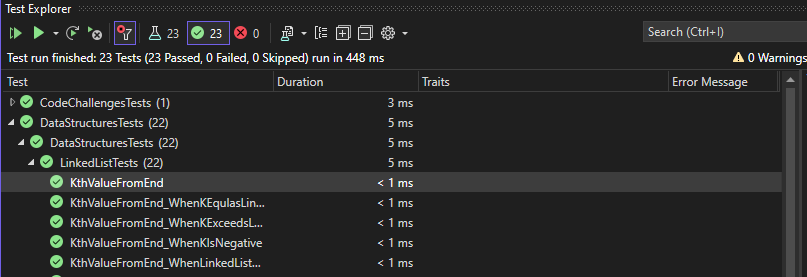 Test Explorer
23 23 0 Search (Ctrl+I)
Test run finished: 23 Tests (23 Passed, 0 Failed, 0 Skipped) run in 448 ms 0 Warnings
Test Duration Traits Error Message
CodeChallengesTests (1) 3 ms
DataStructuresTests (22) 5 ms
DataStructuresTests (22) 5 ms
LinkedListTests (22) 5 ms
KthValueFromEnd < 1 ms
KthValueFromEnd_WhenKEqulasLin... < 1 ms
KthValueFromEnd_WhenKExceedsL... < 1 ms
KthValueFromEnd_WhenKIsNegative < 1 ms
KthValueFromEnd_WhenLinkedList... < 1 ms